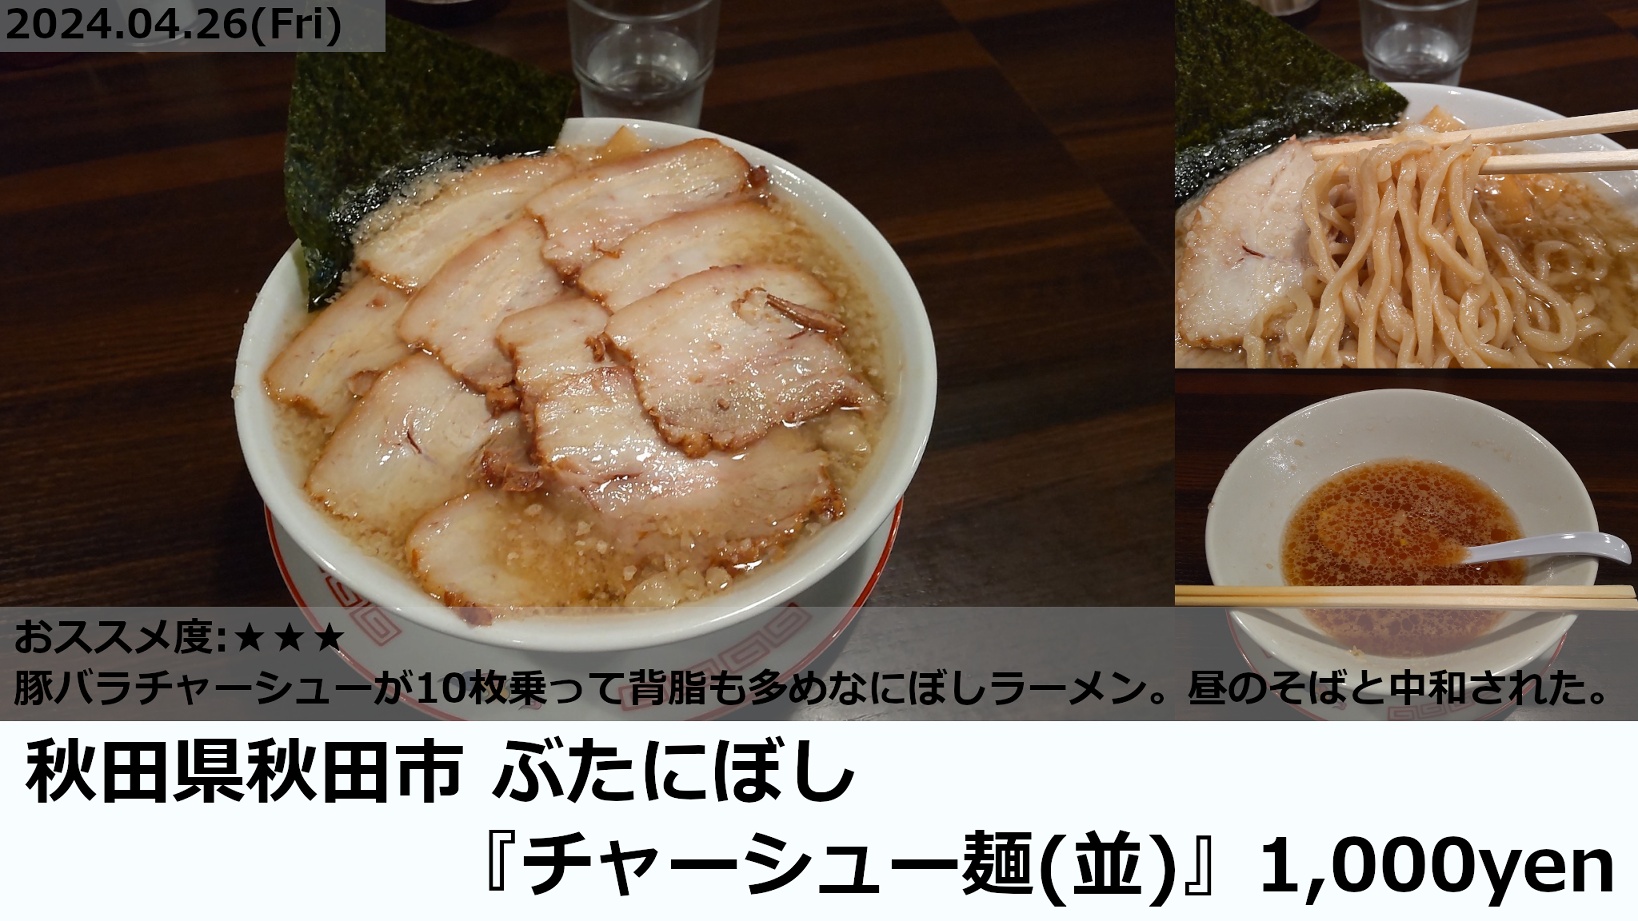 2024.04.26(Fri)
おススメ度:★★★
豚バラチャーシューが10枚乗って背脂も多めなにぼしラーメン。昼のそばと中和された。
秋田県秋田市 ぶたにぼし
『チャーシュー麺(並)』1,000yen